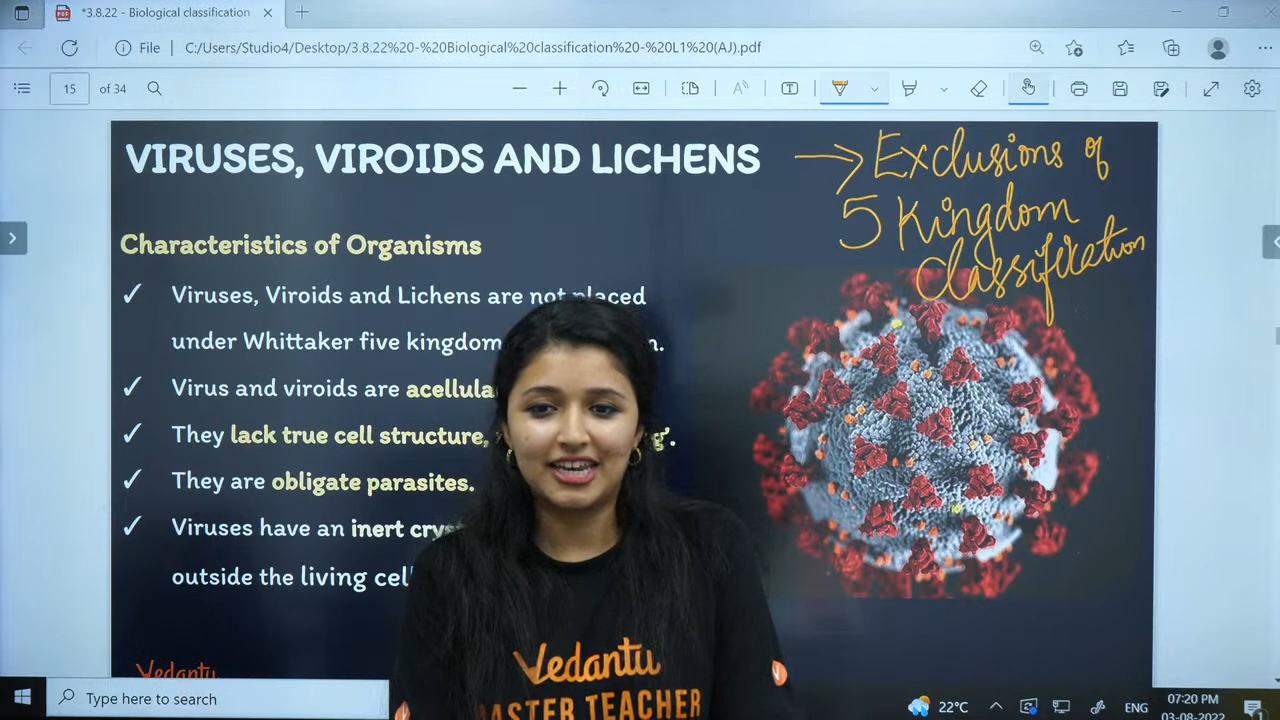 *3.8.22 - Biological classification
File
C:/Users/Studio4/Desktop/3.8.22%20-%20Biological%20classification%20-%20L1%20(AJ).pdf
15 of 34
VIRUSES, VIROIDS AND LICHENS
→ Exclusions of
5 Kingdom
classification
Characteristics of Organisms
✓ Viruses, Viroids and Lichens are not placed
under Whittaker five kingdom
✓ Virus and viroids are
✓ They lack true cell structure,
✓ They are obligate parasites.
✓ Viruses have an inert
outside the living
Vedantu
Vedantu
TEACHER
Type here to search
22°C
ENG
07:20 PM
03-08-2022